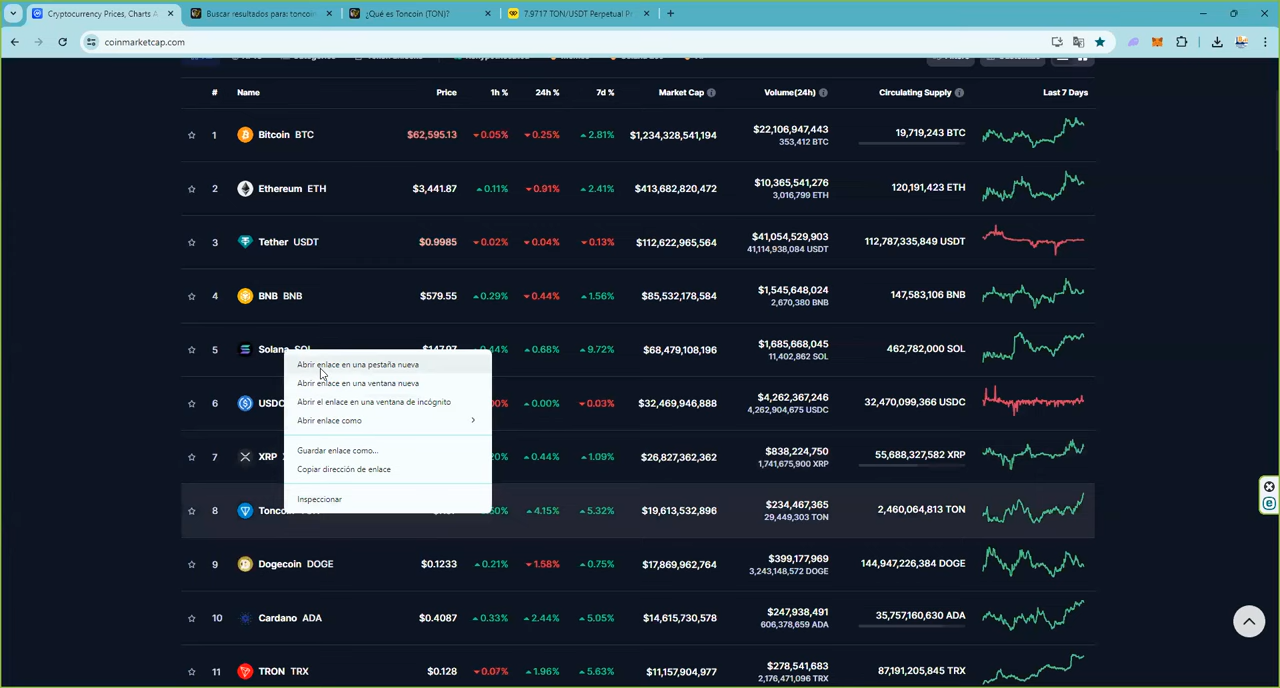 Cryptocurrency Prices, Charts A
Buscar resultados para: toncoin
¿Qué es Toncoin (TON)?
7.9717 TON/USDT Perpetual Pr
coinmarketcap.com
# Name Price 1h % 24h % 7d % Market Cap Volume(24h) Circulating Supply Last 7 Days
1 Bitcoin BTC $62,595.13 0.05% 0.25% 2.81% $1,234,328,541,194 $22,106,947,443 19,719,243 BTC
353,412 BTC
2 Ethereum ETH $3,441.87 0.11% 0.91% 2.41% $413,682,820,472 $10,365,541,276 120,191,423 ETH
3,016,799 ETH
3 Tether USDT $0.9985 0.02% 0.04% 0.13% $112,622,965,564 $41,054,529,903 112,787,335,849 USDT
41,114,938,084 USDT
4 BNB BNB $579.55 0.29% 0.44% 1.56% $85,532,178,584 $1,545,648,024 147,583,106 BNB
2,670,380 BNB
5 Solana SOL 0.68% 9.72% $68,479,108,196 $1,685,668,045 462,782,000 SOL
11,402,862 SOL
Abrir enlace en una pestaña nueva
Abrir enlace en una ventana nueva
Abrir el enlace en una ventana de incógnito
Abrir enlace como
Guardar enlace como...
Copiar dirección de enlace
Inspeccionar
6 USDC 0.00% 0.03% $32,469,946,888 $4,262,367,246 32,470,099,366 USDC
4,262,904,675 USDC
7 XRP 0.44% 1.09% $26,827,362,362 $838,224,750 55,688,327,582 XRP
1,741,675,900 XRP
8 4.15% 5.32% $19,613,532,896 $234,467,365 2,460,064,813 TON
29,449,303 TON
9 Dogecoin DOGE $0.1233 0.21% 1.58% 0.75% $17,869,962,764 $399,177,969 144,947,226,384 DOGE
3,243,148,572 DOGE
10 Cardano ADA $0.4087 0.33% 2.44% 5.05% $14,615,730,578 $247,938,491 35,757,160,630 ADA
606,378,659 ADA
11 TRON TRX $0.128 0.07% 1.96% 5.63% $11,157,904,977 $278,541,683 87,191,205,845 TRX
2,176,471,096 TRX